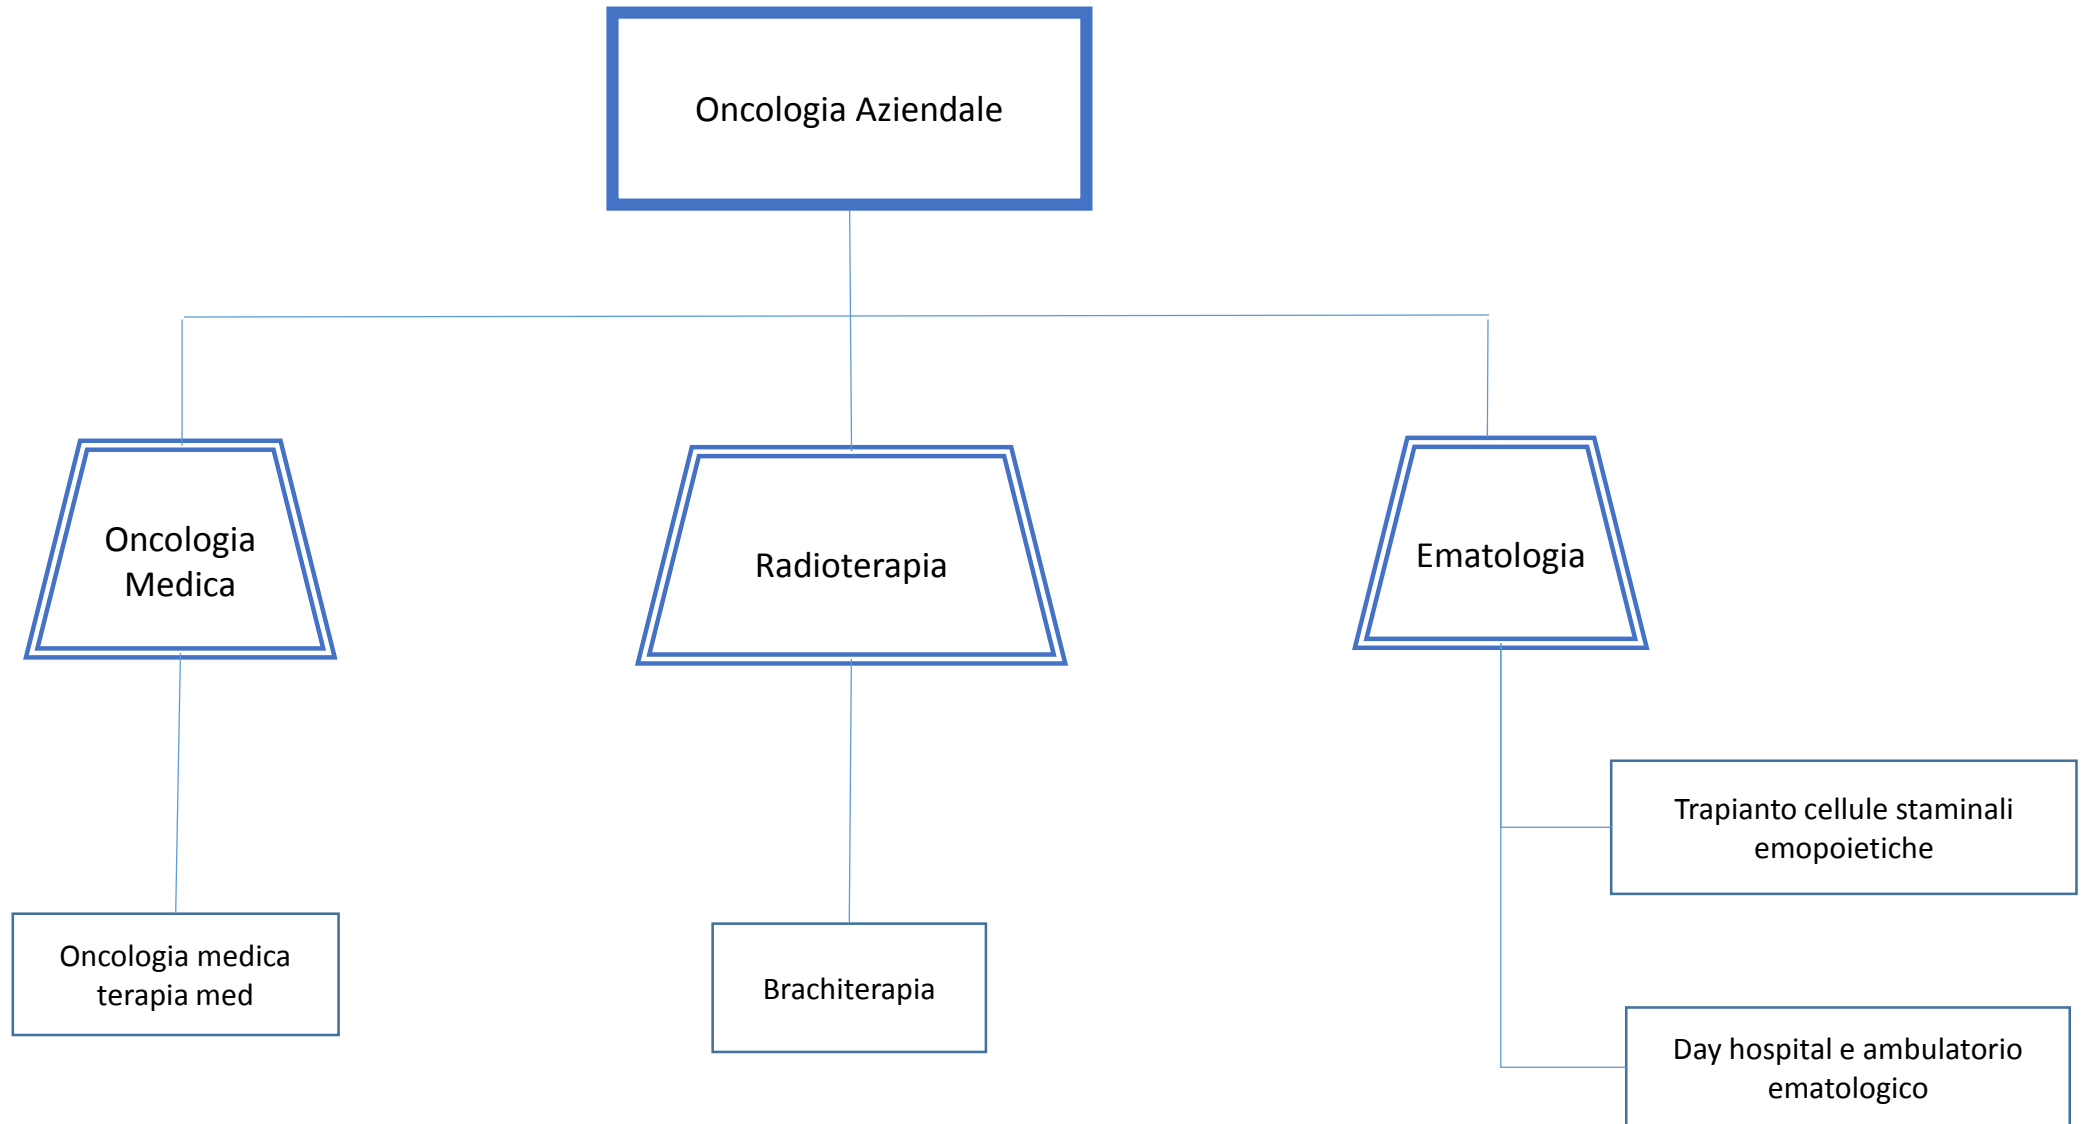 Oncologia Aziendale
Oncologia
Medica
Radioterapia
Ematologia
Trapianto cellule staminali
emopoietiche
Oncologia medica
terapia med
Brachiterapia
Day hospital e ambulatorio
ematologico